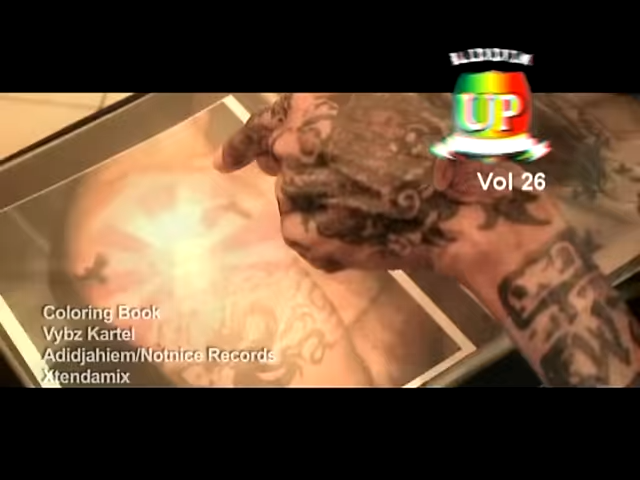 UP
Vol 26
Coloring Book
Vybz Kartel
Adidjahiem/Notnice Records
Xtendamix